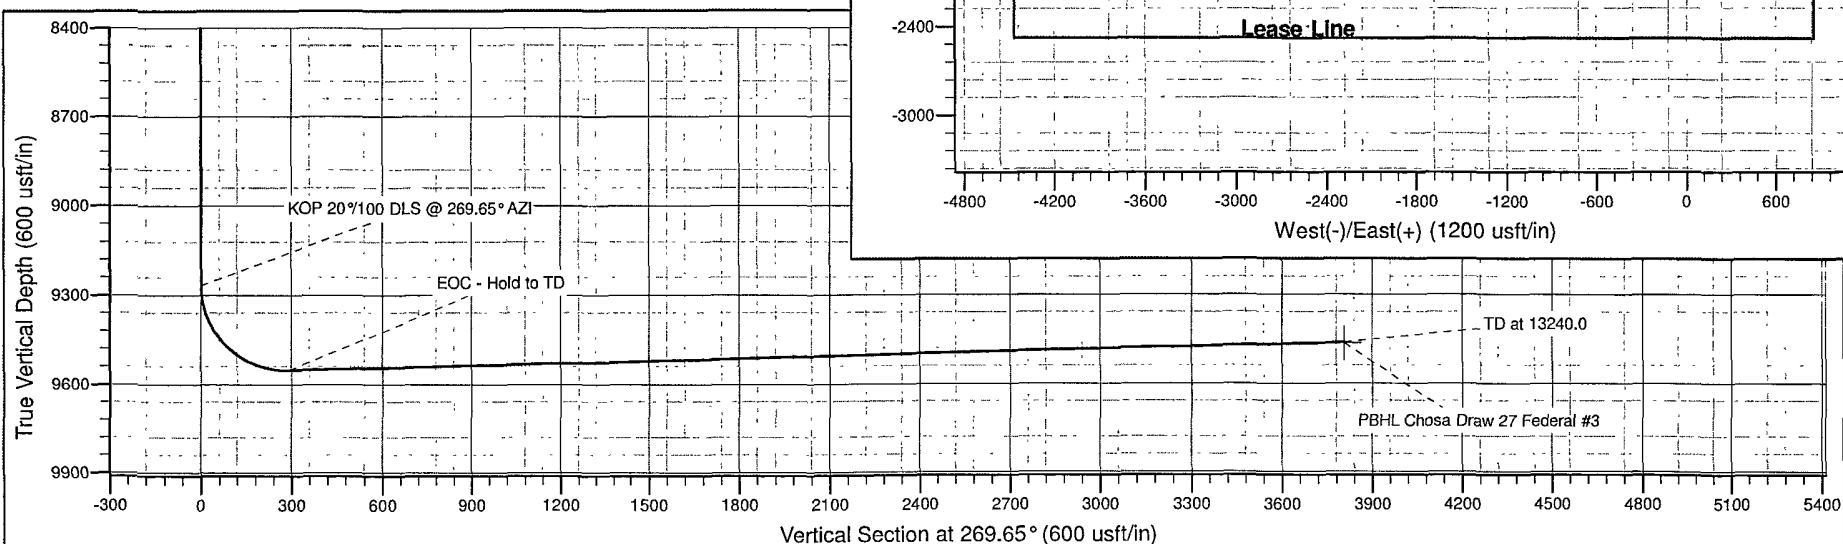 8400
8700
9000
9300
9600
9900
True Vertical Depth (600 usft/in)
KOP 20°/100 DLS @ 269.65° AZI
EOC - Hold to TD
TD at 13240.0
PBHL Chosa Draw 27 Federal #3
-300 0 300 600 900 1200 1500 1800 2100 2400 2700 3000 3300 3600 3900 4200 4500 4800 5100 5400
Vertical Section at 269.65° (600 usft/in)
-2400
-3000
Lease Line
-4800 -4200 -3600 -3000 -2400 -1800 -1200 -600 0 600
West(-)/East(+) (1200 usft/in)